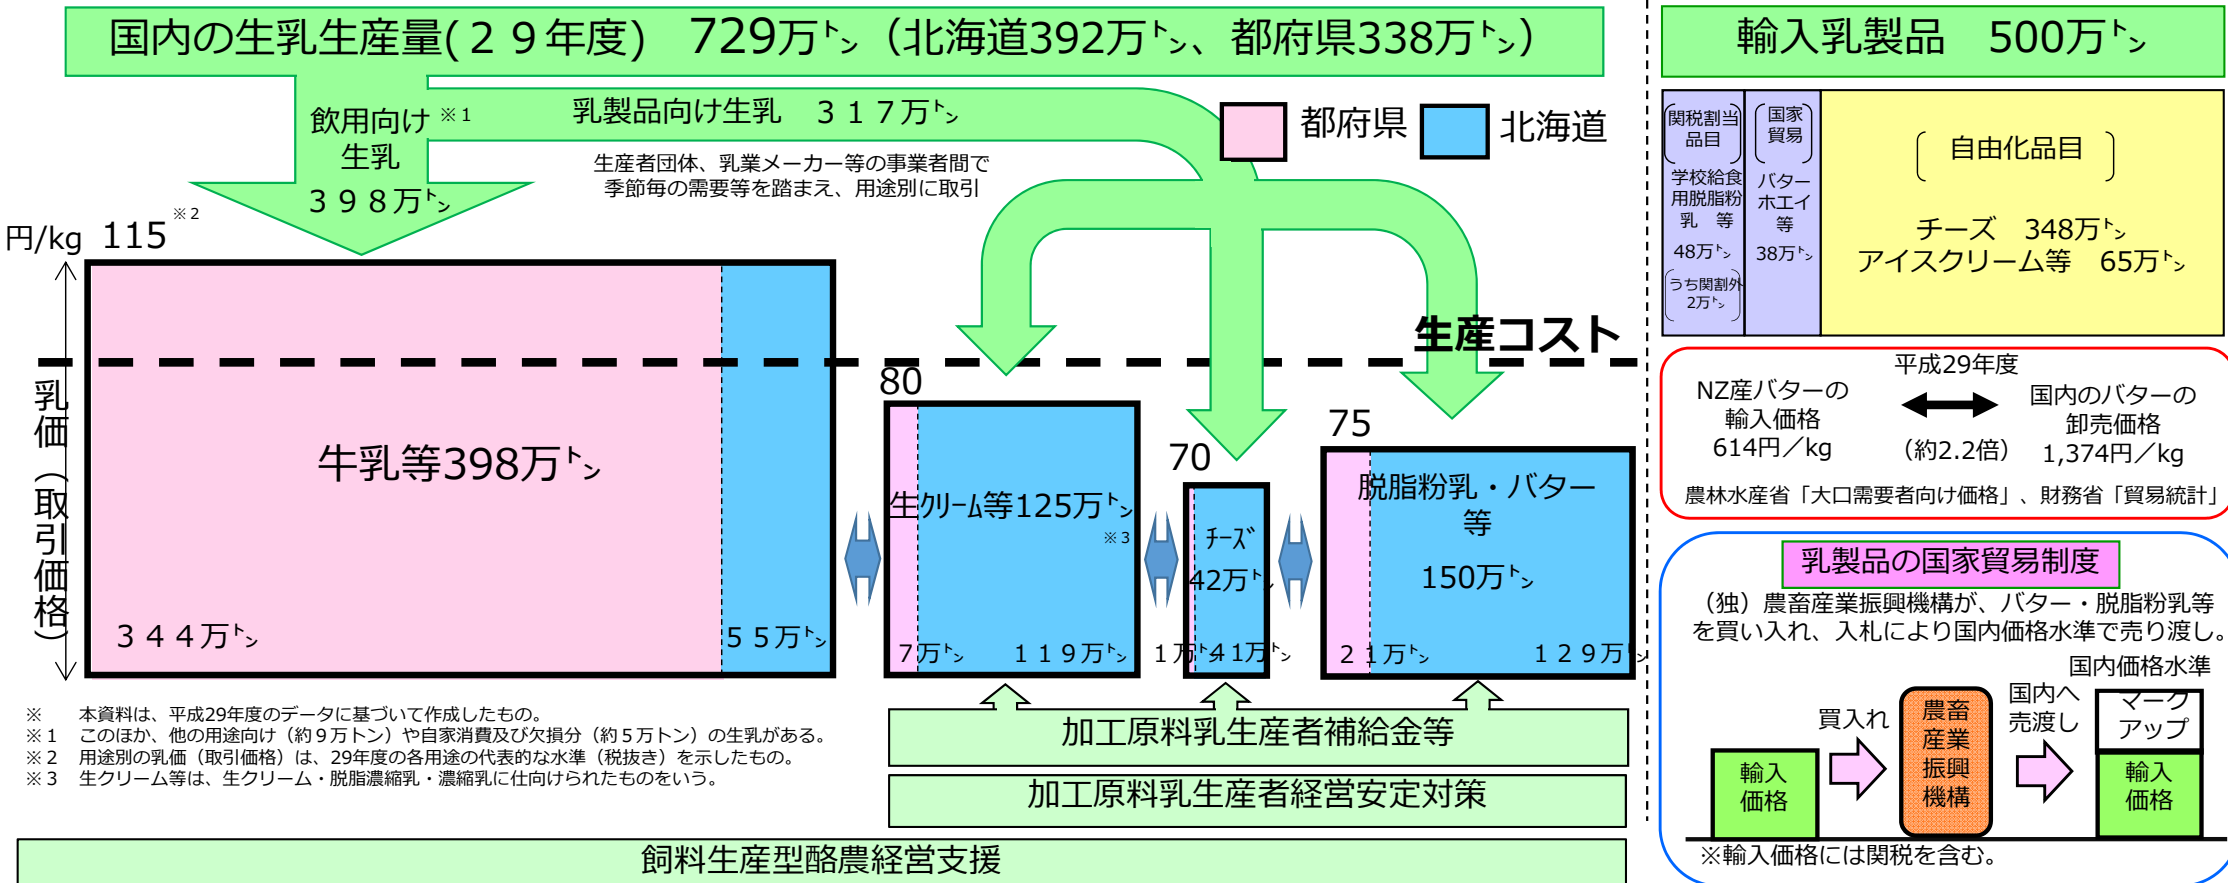 国内の生乳生産量(２９年度)　729万㌧（北海道392万㌧、都府県338万㌧）
飲用向け※１
生乳
３９８万㌧
乳製品向け生乳　３１７万㌧
生産者団体、乳業メーカー等の事業者間で
季節毎の需要等を踏まえ、用途別に取引
都府県
北海道
円/kg
115※２
乳価（取引価格）
生産コスト
牛乳等398万㌧
３４４万㌧
５５万㌧
80
生ｸﾘｰﾑ等125万㌧
※３
７万㌧
１１９万㌧
70
ﾁｰｽﾞ
42万㌧
１万㌧
４１万㌧
75
脱脂粉乳・バター
等
150万㌧
２１万㌧
１２９万㌧
※　本資料は、平成29年度のデータに基づいて作成したもの。
※１　このほか、他の用途向け（約９万トン）や自家消費及び欠損分（約５万トン）の生乳がある。
※２　用途別の乳価（取引価格）は、29年度の各用途の代表的な水準（税抜き）を示したもの。
※３　生クリーム等は、生クリーム・脱脂濃縮乳・濃縮乳に仕向けられたものをいう。
加工原料乳生産者補給金等
加工原料乳生産者経営安定対策
飼料生産型酪農経営支援
輸入乳製品　500万㌧
関税割当
品目
学校給食
用脱脂粉
乳　等
48万㌧
うち関割外
2万㌧
国家
貿易
バター
ホエイ
等
38万㌧
自由化品目
チーズ　348万㌧
アイスクリーム等　65万㌧
平成29年度
NZ産バターの
輸入価格
614円／kg
（約2.2倍）
国内のバターの
卸売価格
1,374円／kg
農林水産省「大口需要者向け価格」、財務省「貿易統計」
乳製品の国家貿易制度
（独）農畜産業振興機構が、バター・脱脂粉乳等
を買い入れ、入札により国内価格水準で売り渡し。
国内価格水準
輸入
価格
買入れ
農畜
産業
振興
機構
国内へ
売渡し
マーク
アップ
輸入
価格
※輸入価格には関税を含む。